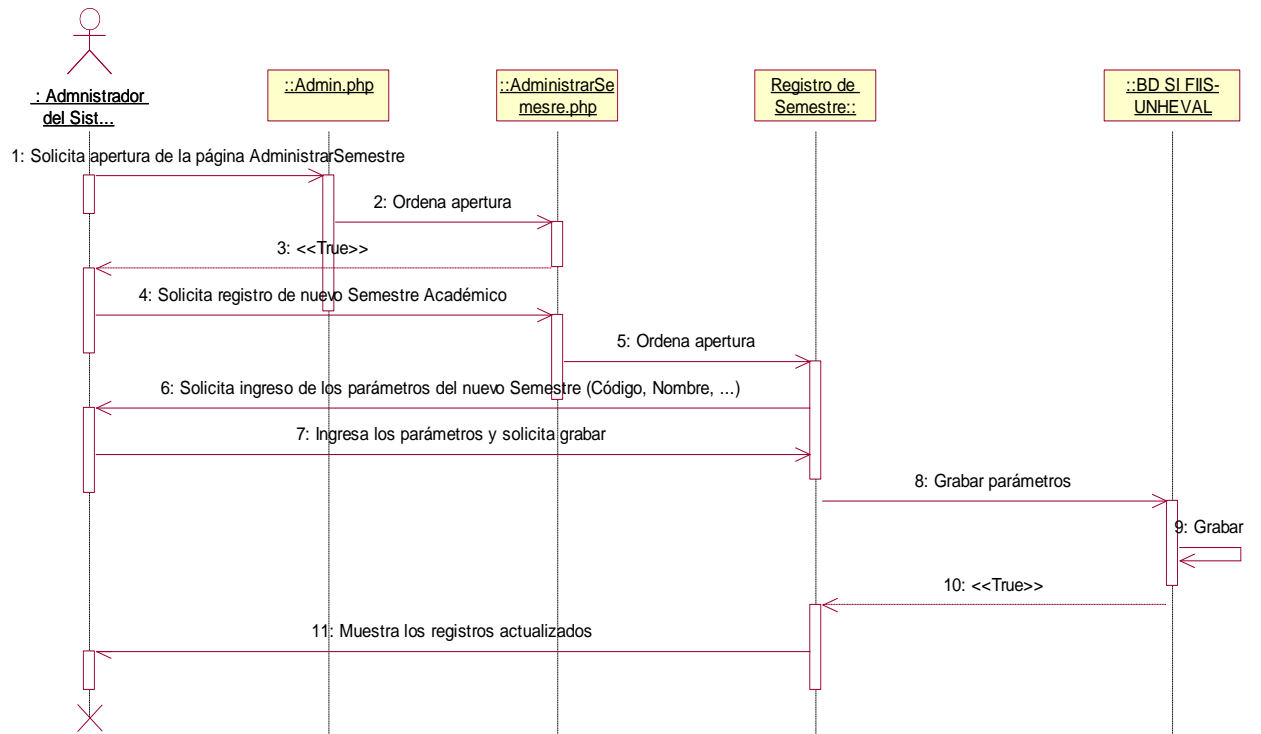 : Admnistrador
del Sist...
::Admin.php
::AdministrarSe
mesre.php
Registro de
Semestre::
::BD SI FIIS-
UNHEVAL
1: Solicita apertura de la página AdministrarSemestre
2: Ordena apertura
3: <<True>>
4: Solicita registro de nuevo Semestre Académico
5: Ordena apertura
6: Solicita ingreso de los parámetros del nuevo Semestre (Código, Nombre, ...)
7: Ingresa los parámetros y solicita grabar
8: Grabar parámetros
9: Grabar
10: <<True>>
11: Muestra los registros actualizados